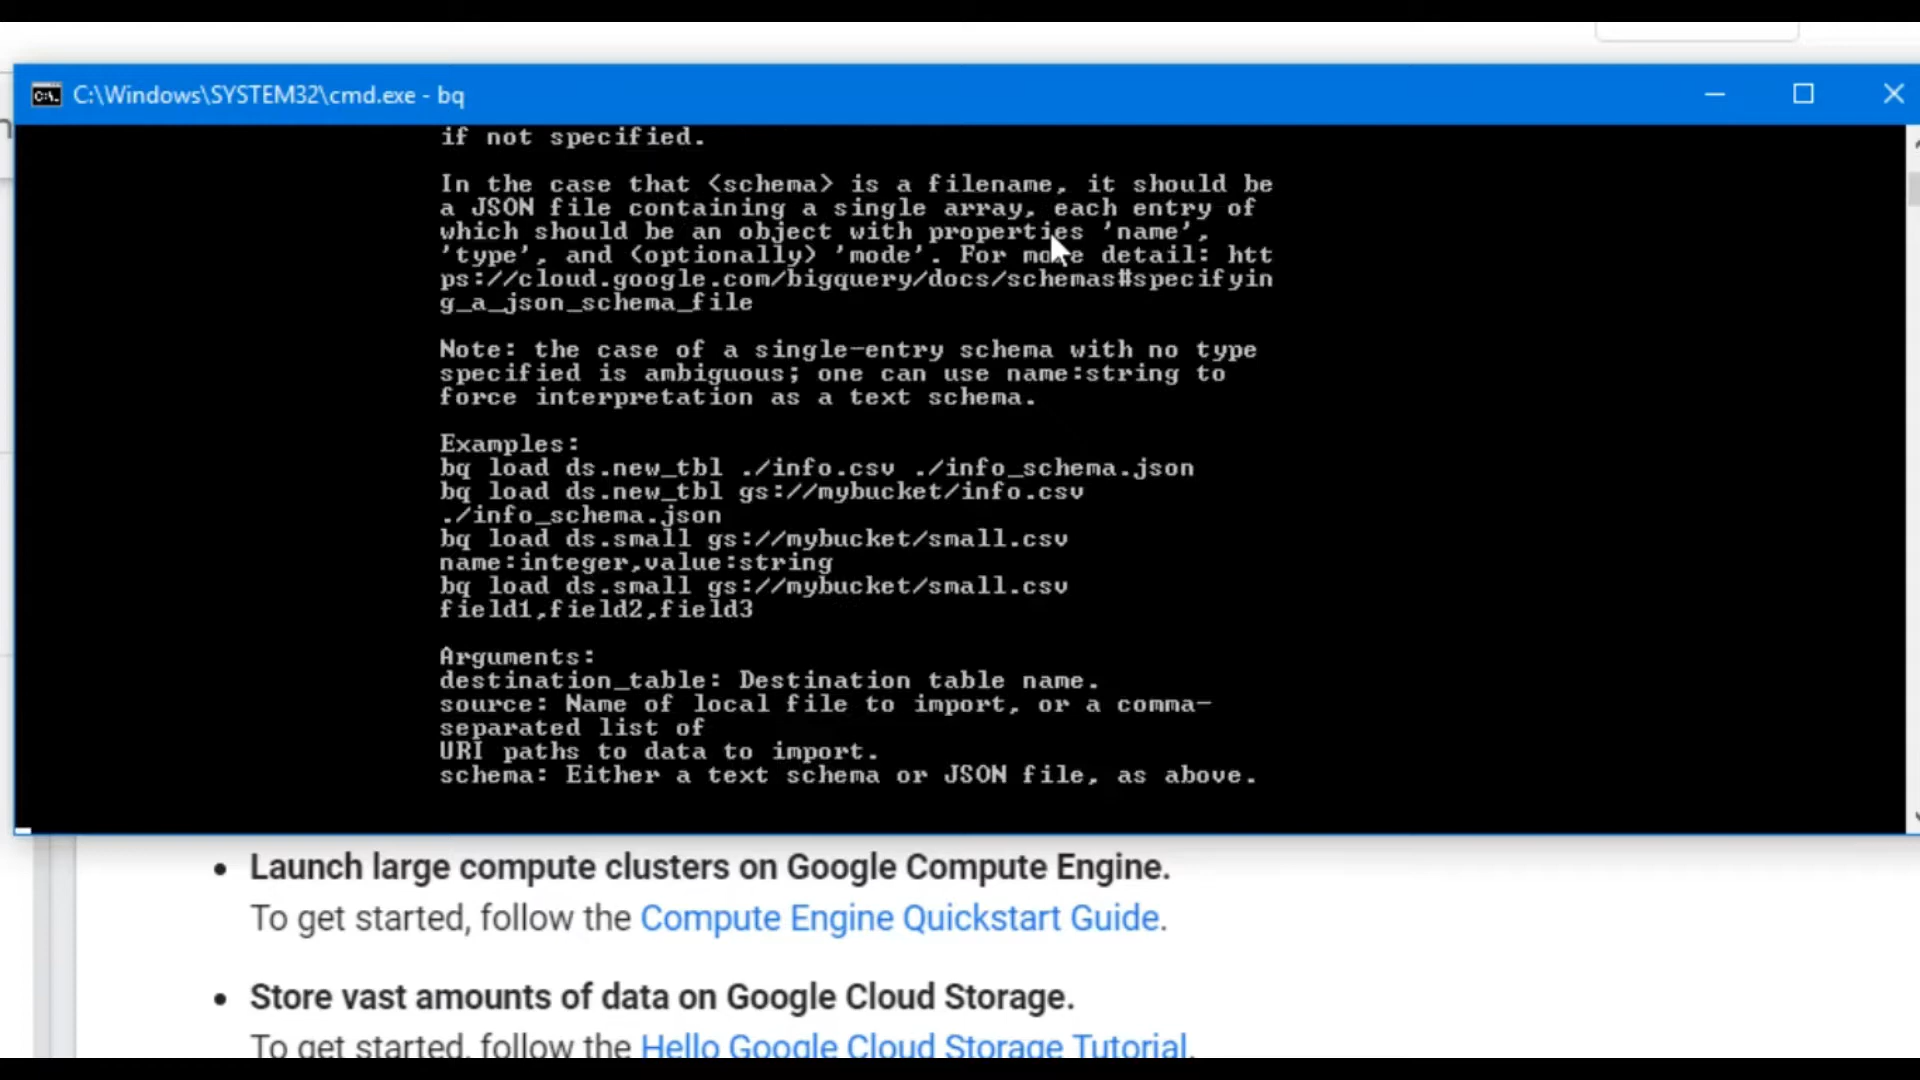 C:\Windows\SYSTEM32\cmd.exe - bq
if not specified.
In the case that <schema> is a filename, it should be
a JSON file containing a single array, each entry of
which should be an object with properties 'name',
'type', and (optionally) 'mode'. For more detail: htt
ps://cloud.google.com/bigquery/docs/schemas#specifyin
g_a_json_schema_file
Note: the case of a single-entry schema with no type
specified is ambiguous; one can use name:string to
force interpretation as a text schema.
Examples:
bq load ds.new_tbl ./info.csv ./info_schema.json
bq load ds.new_tbl gs://mybucket/info.csv
./info_schema.json
bq load ds.small gs://mybucket/small.csv
name:integer,value:string
bq load ds.small gs://mybucket/small.csv
field1,field2,field3
Arguments:
destination_table: Destination table name.
source: Name of local file to import, or a comma-
separated list of
URI paths to data to import.
schema: Either a text schema or JSON file, as above.
• Launch large compute clusters on Google Compute Engine.
To get started, follow the Compute Engine Quickstart Guide.
• Store vast amounts of data on Google Cloud Storage.
To get started, follow the Hello Google Cloud Storage Tutorial.